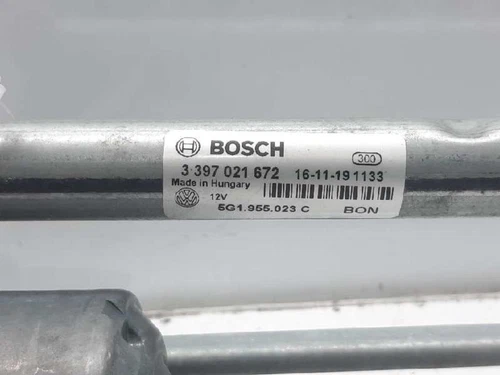 BOSCH 300
3 397 021 672 16-11-19 1133
Made in Hungary
12V
5G1.955.023 C BON